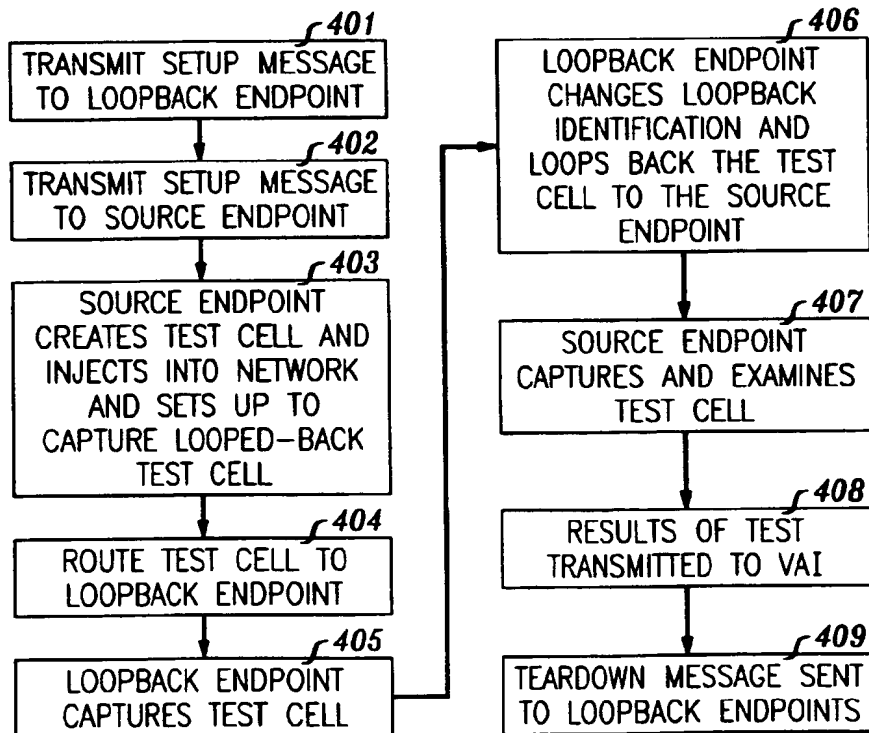 401
TRANSMIT SETUP MESSAGE
TO LOOPBACK ENDPOINT
402
TRANSMIT SETUP MESSAGE
TO SOURCE ENDPOINT
403
SOURCE ENDPOINT
CREATES TEST CELL AND
INJECTS INTO NETWORK
AND SETS UP TO
CAPTURE LOOPED-BACK
TEST CELL
404
ROUTE TEST CELL TO
LOOPBACK ENDPOINT
405
LOOPBACK ENDPOINT
CAPTURES TEST CELL
406
LOOPBACK ENDPOINT
CHANGES LOOPBACK
IDENTIFICATION AND
LOOPS BACK THE TEST
CELL TO THE SOURCE
ENDPOINT
407
SOURCE ENDPOINT
CAPTURES AND EXAMINES
TEST CELL
408
RESULTS OF TEST
TRANSMITTED TO VAI
409
TEARDOWN MESSAGE SENT
TO LOOPBACK ENDPOINTS